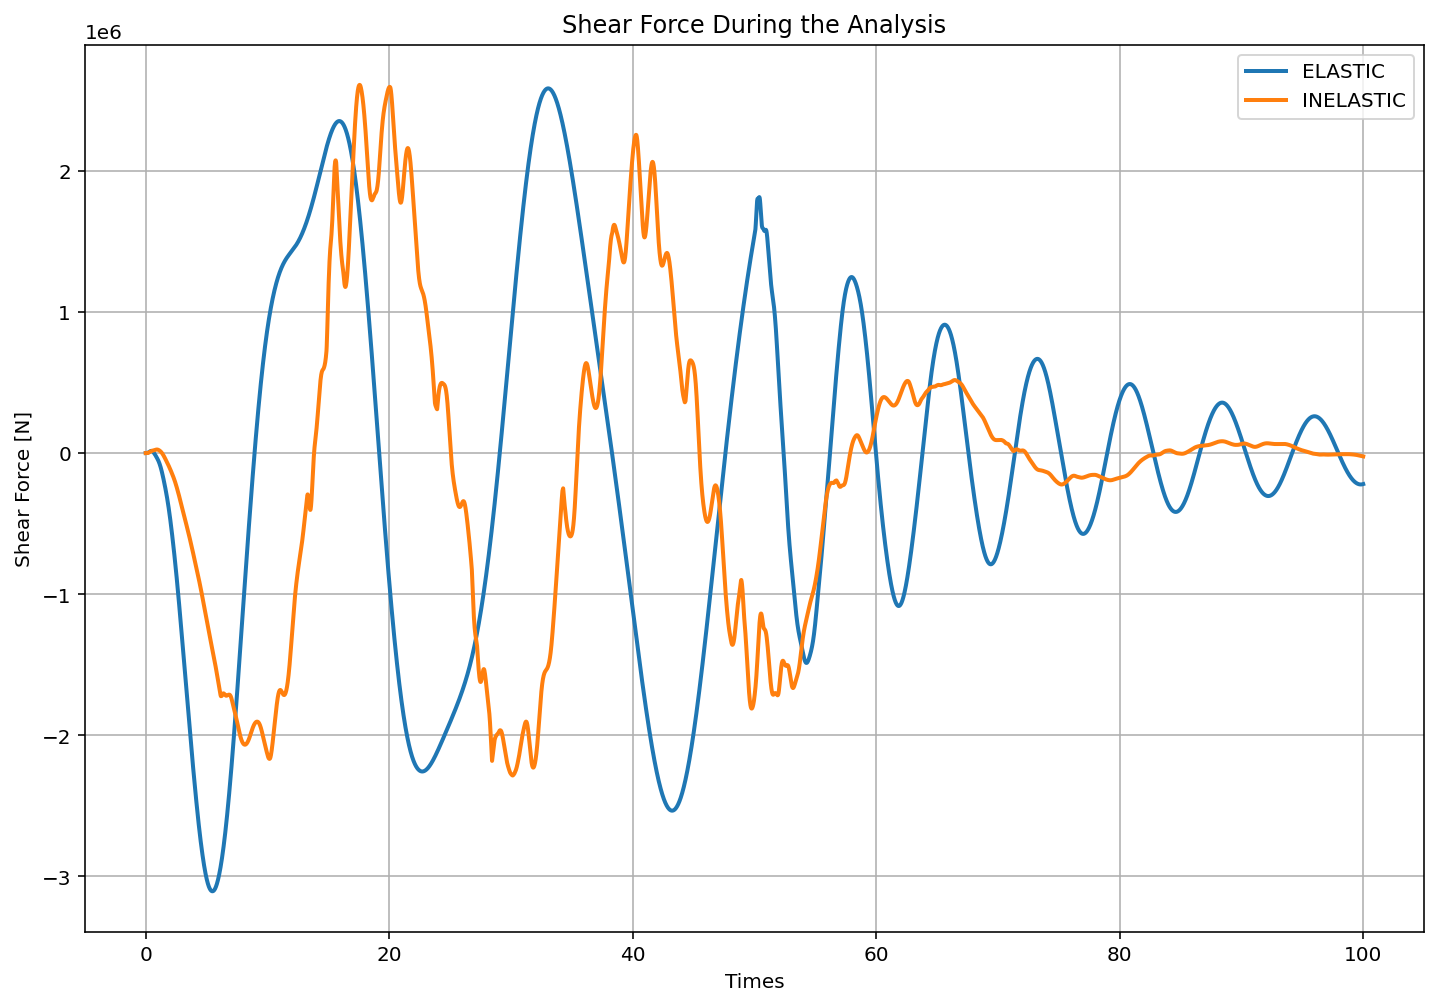 Shear Force During the Analysis
1e6
ELASTIC
INELASTIC
2
1
0
−1
−2
−3
Shear Force [N]
0 20 40 60 80 100
Times